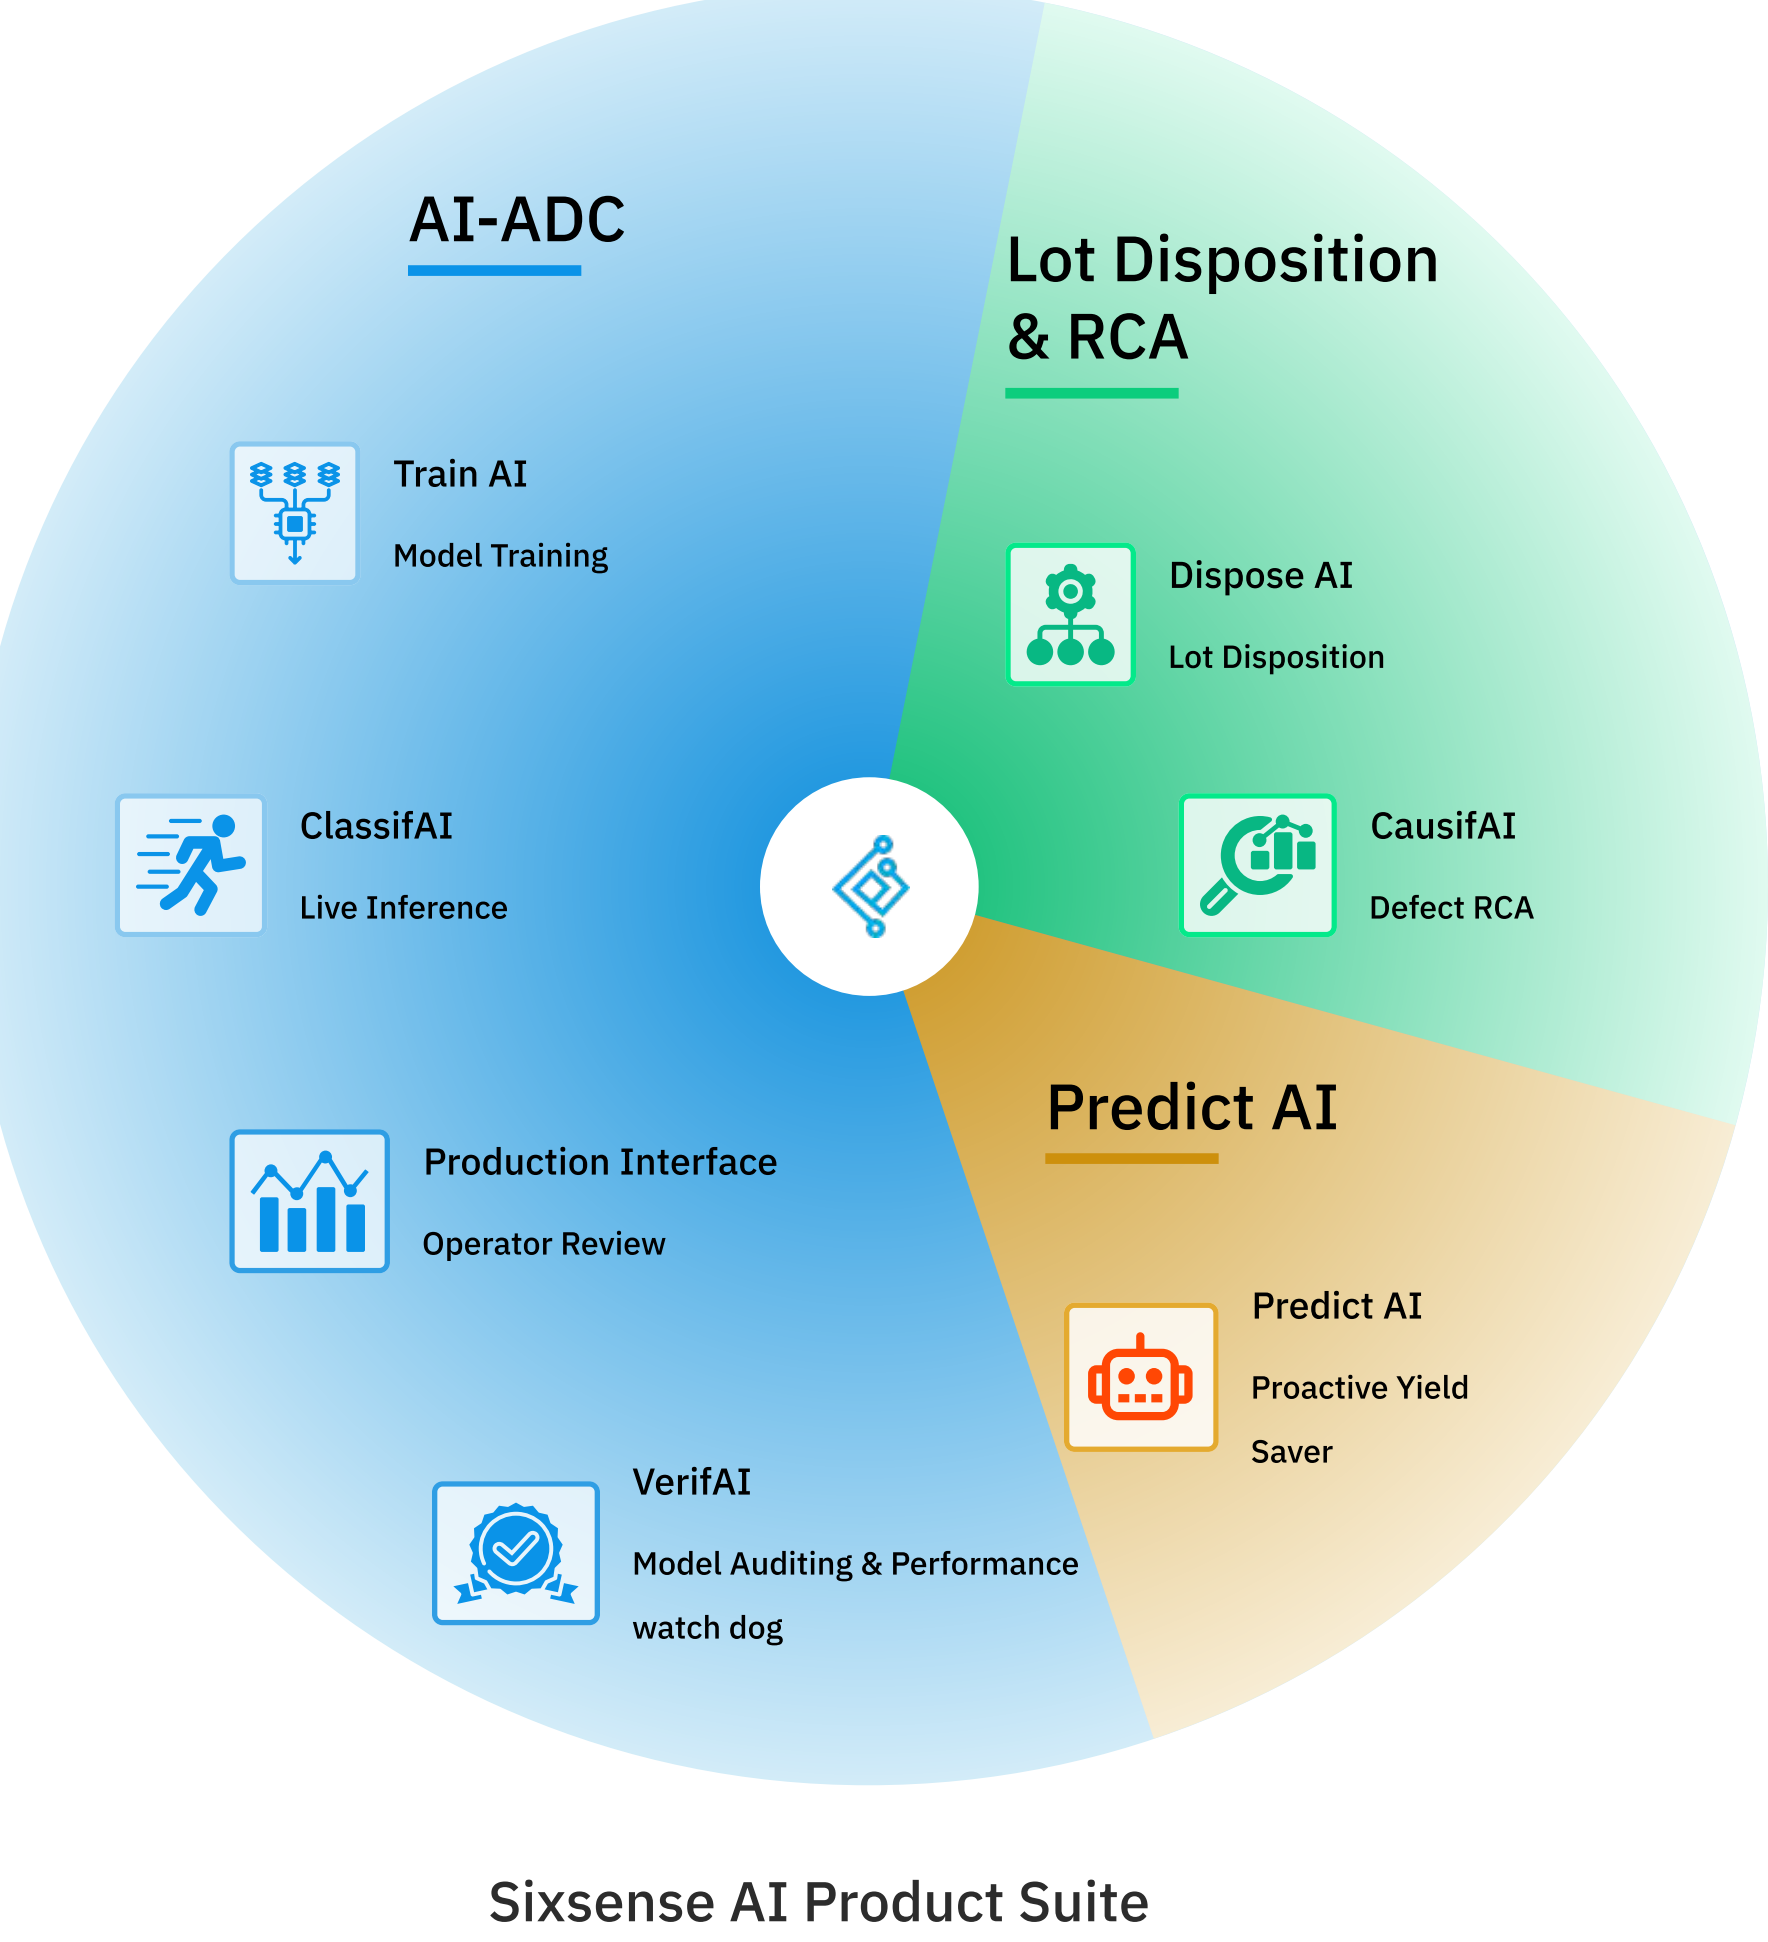 AI-ADC
Train AI
Model Training
ClassifAI
Live Inference
Production Interface
Operator Review
VerifAI
Model Auditing & Performance
watch dog
Lot Disposition
& RCA
Dispose AI
Lot Disposition
CausifAI
Defect RCA
Predict AI
Predict AI
Proactive Yield
Saver
Sixsense AI Product Suite